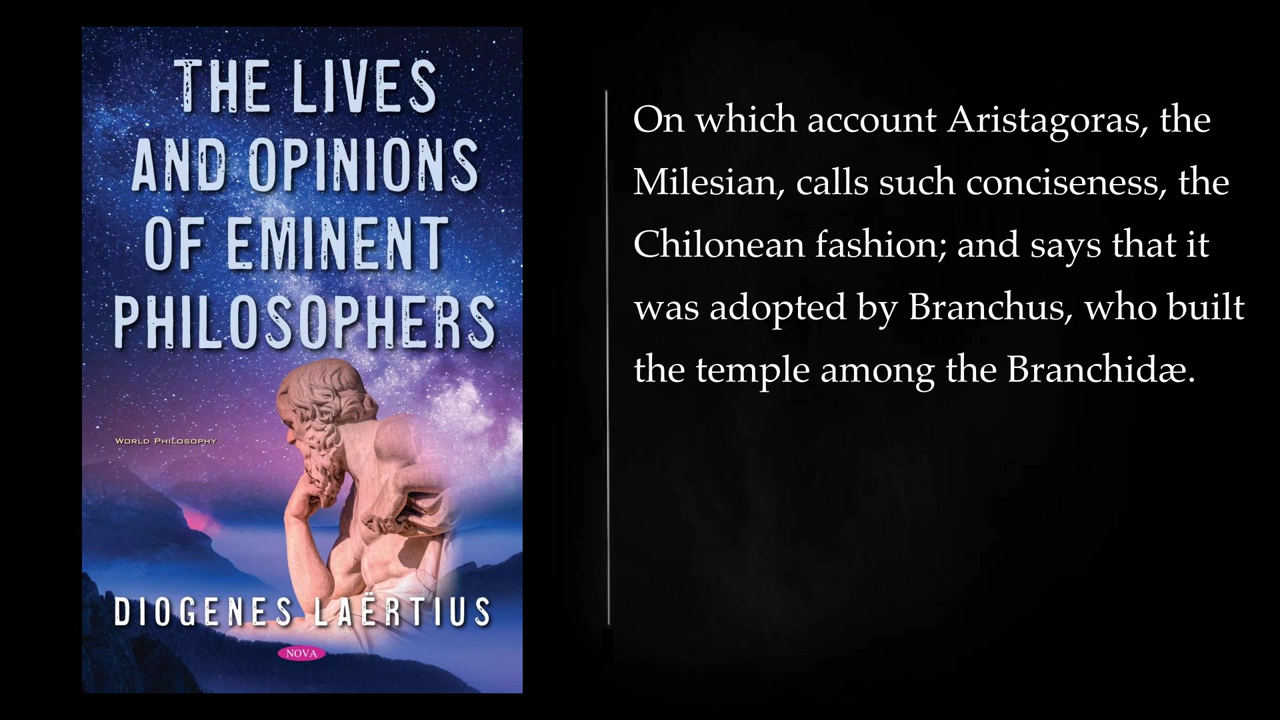 THE LIVES
AND OPINIONS
OF EMINENT
PHILOSOPHERS
WORLD PHILOSOPHY
DIOGENES LAËRTIUS
NOVA
On which account Aristagoras, the
Milesian, calls such conciseness, the
Chilonean fashion; and says that it
was adopted by Branchus, who built
the temple among the Branchidæ.